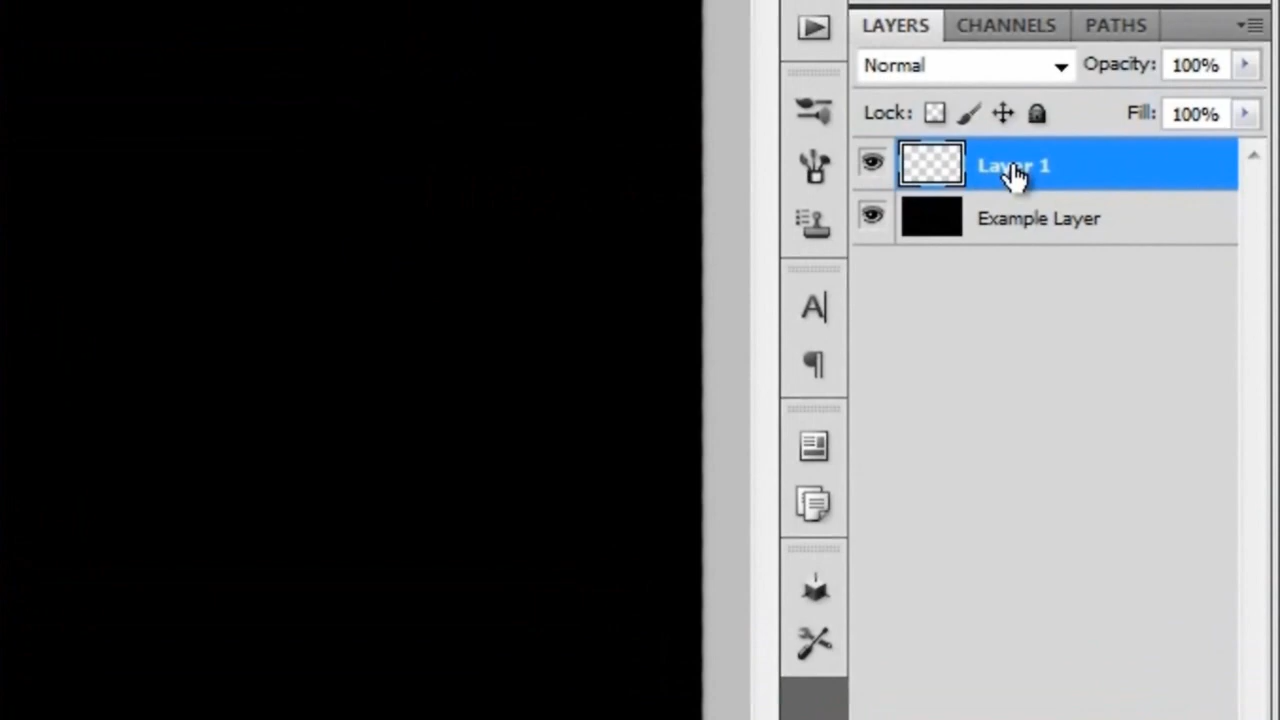 LAYERS CHANNELS PATHS
Normal Opacity: 100%
Lock: Fill: 100%
Layer 1
Example Layer